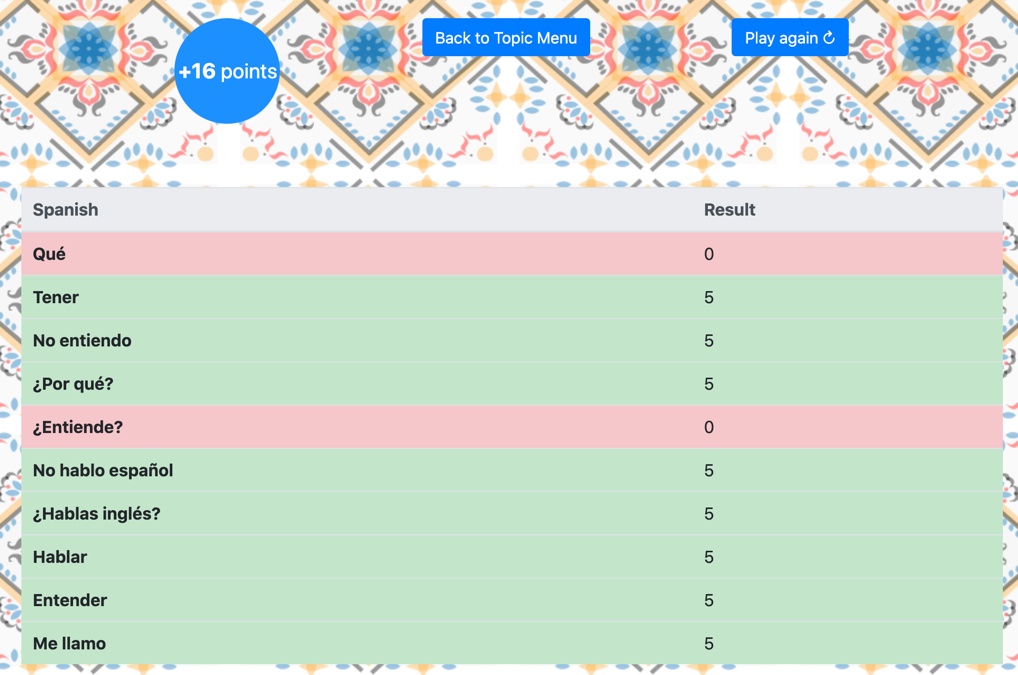 +16 points
Back to Topic Menu
Play again ↻
Spanish Result
Qué 0
Tener 5
No entiendo 5
¿Por qué? 5
¿Entiende? 0
No hablo español 5
¿Hablas inglés? 5
Hablar 5
Entender 5
Me llamo 5